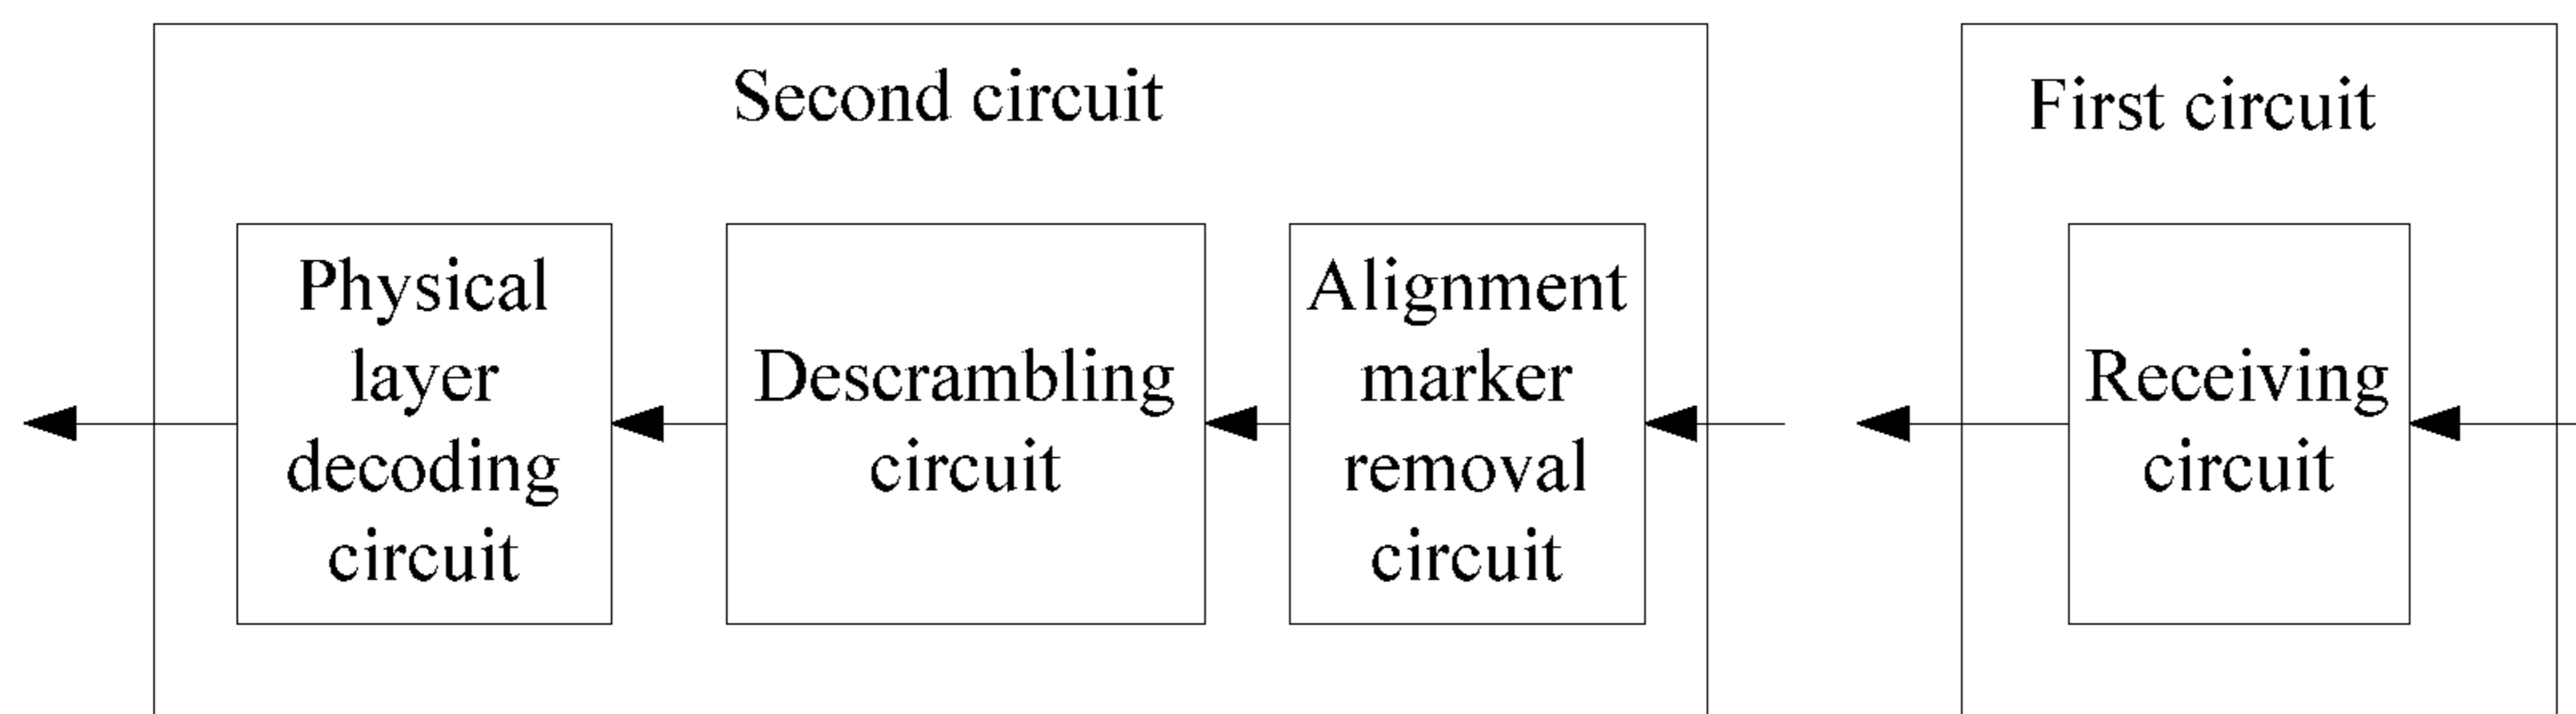 Second circuit
First circuit
Physical
layer
decoding
circuit
Descrambling
circuit
Alignment
marker
removal
circuit
Receiving
circuit